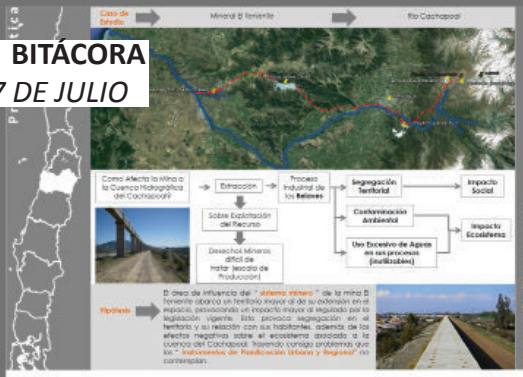 Caso de
Estudio
Mineral El Teniente
Río Cachapoal
BITÁCORA
7 DE JULIO
Como Afecta la Mina a
la Cuenca Hidrográfica
del Cachapoal?
Extracción
Proceso
Industrial de
los Relaves
Segregación
Territorial
Impacto
Social
Sobre Explotación
del Recurso
Contaminación
Ambiental
Impacto
Ecosistema
Desechos Mineros
dificil de
tratar (escala de
Producción)
Uso Excesivo de Aguas
en sus procesos
(inutilizables)
Hipótesis
El área de influencia del " sistema minero " de la mina El
teniente abarca un territorio mayor al de su extensión en el
espacio, provocando un impacto mayor al regulado por la
legislación vigente. Esto provoca segregación en el
territorio y su relación con sus habitantes, además de los
efectos negativos sobre el ecosistema asociado a la
cuenca del Cachapoal. Trayendo consigo problemas que
los " Instrumentos de Planificación Urbana y Regional" no
contemplan.